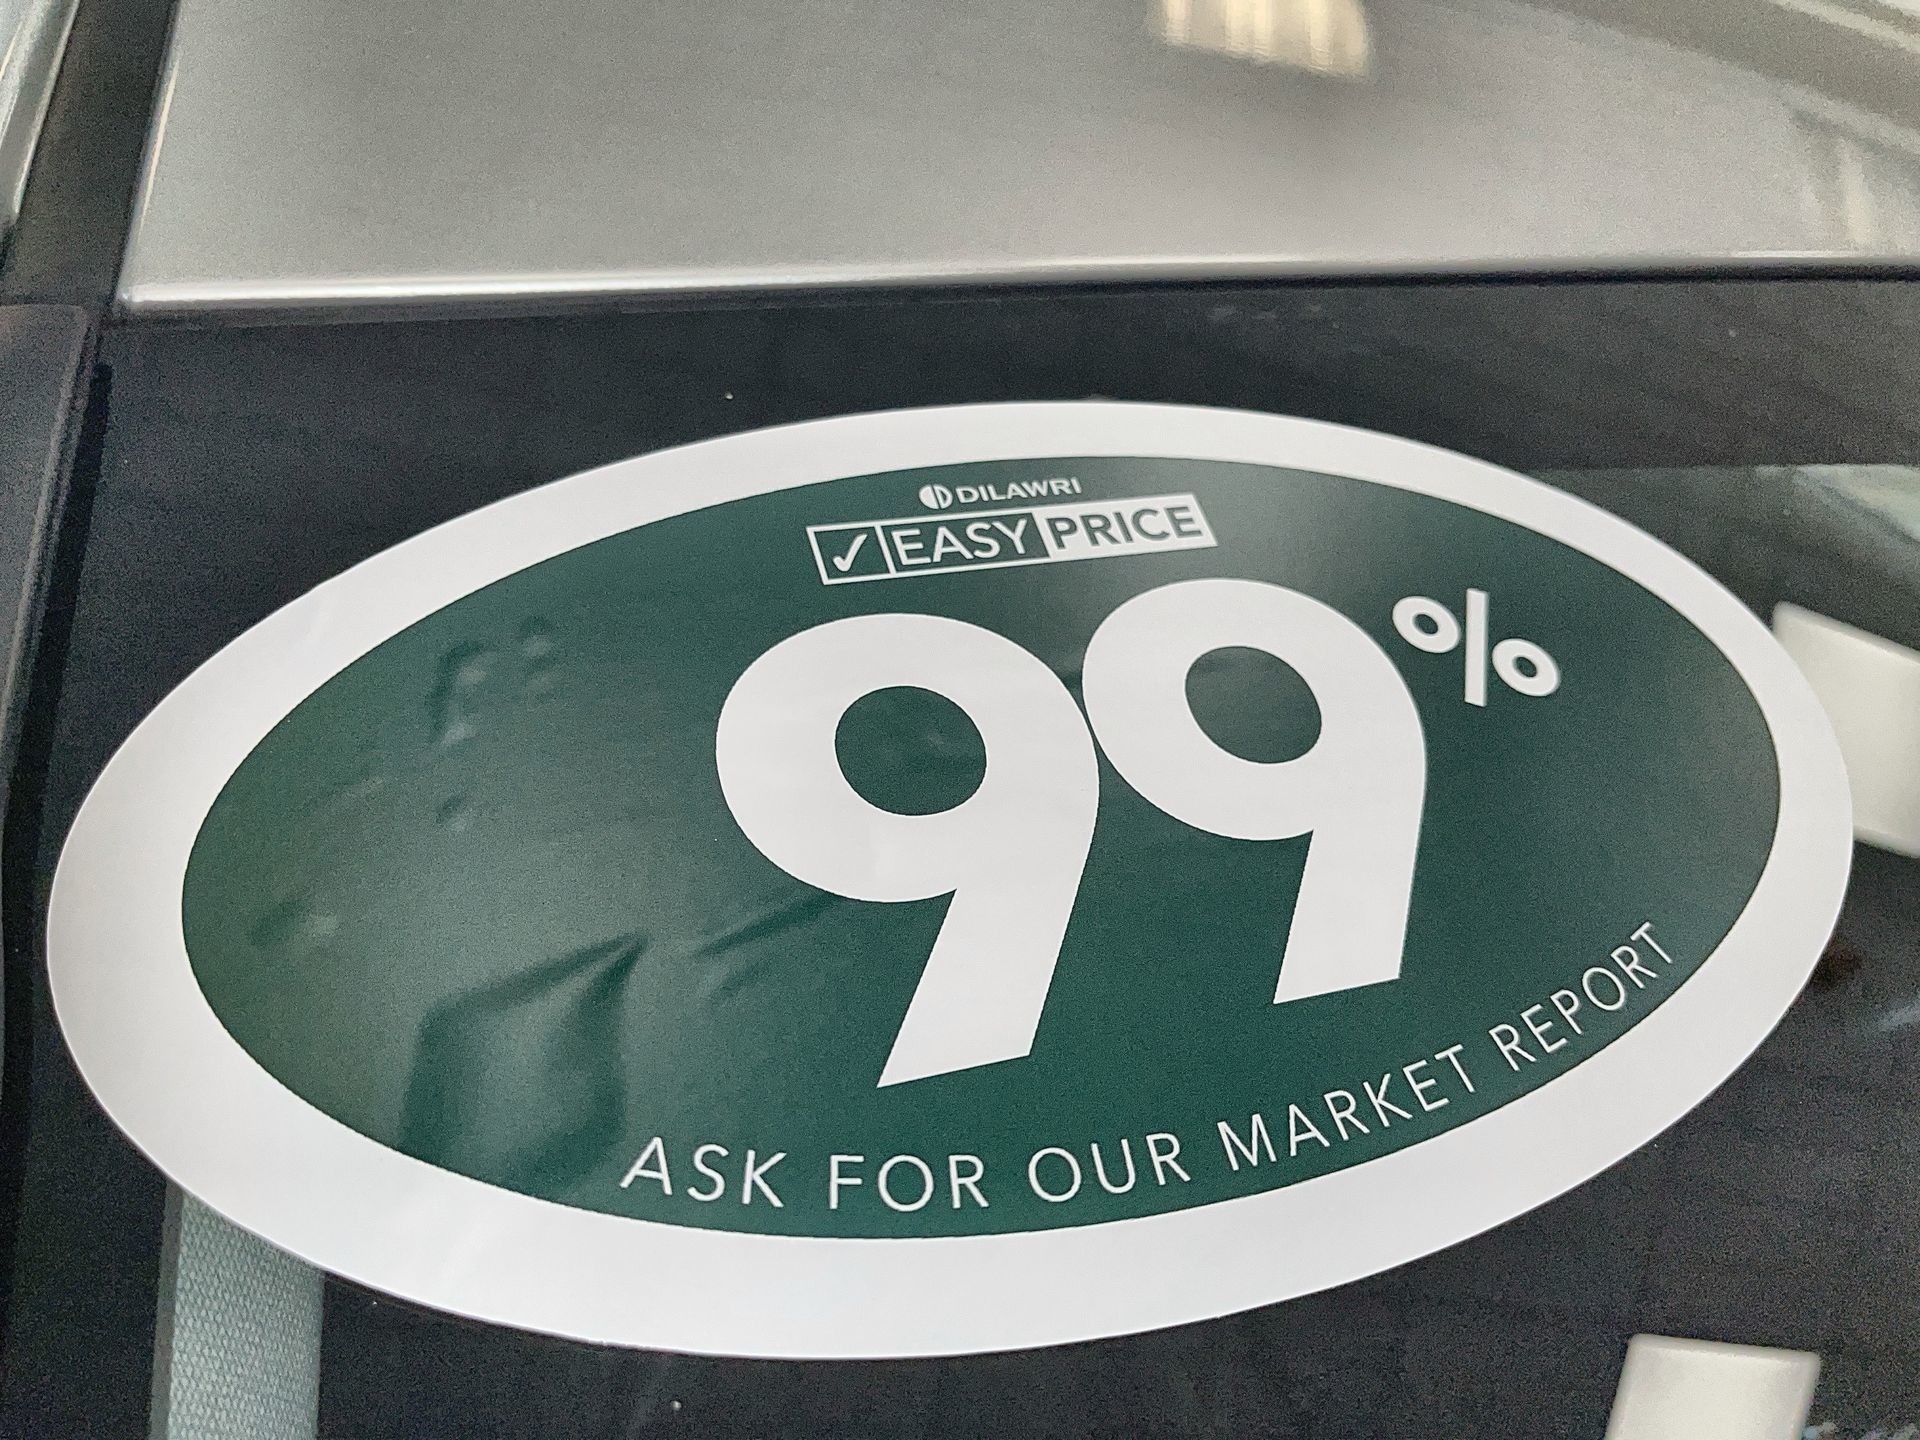 DILAWRI
✓ EASY PRICE
99%
ASK FOR OUR MARKET REPORT